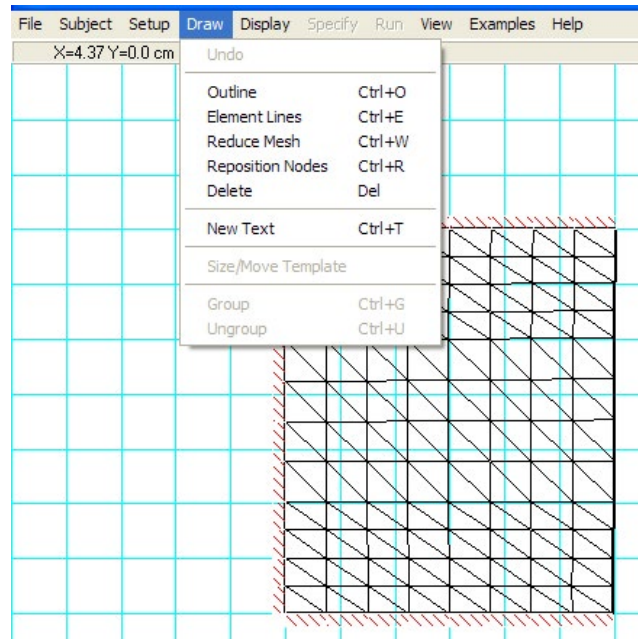 File Subject Setup Draw Display Specify Run View Examples Help
X=4.37 Y=0.0 cm
Undo
Outline Ctrl+O
Element Lines Ctrl+E
Reduce Mesh Ctrl+W
Reposition Nodes Ctrl+R
Delete Del
New Text Ctrl+T
Size/Move Template
Group Ctrl+G
Ungroup Ctrl+U